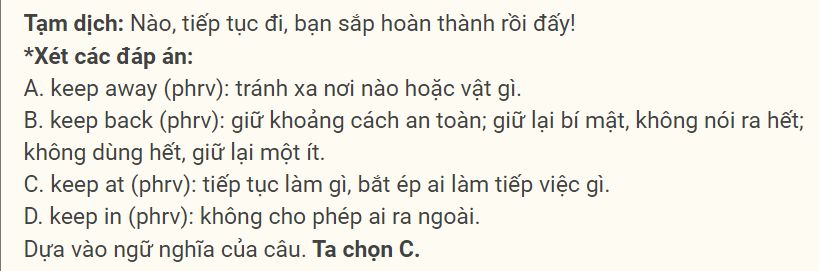 Tạm dịch: Nào, tiếp tục đi, bạn sắp hoàn thành rồi đấy!
*Xét các đáp án:
A. keep away (phrv): tránh xa nơi nào hoặc vật gì.
B. keep back (phrv): giữ khoảng cách an toàn; giữ lại bí mật, không nói ra hết;
không dùng hết, giữ lại một ít.
C. keep at (phrv): tiếp tục làm gì, bắt ép ai làm tiếp việc gì.
D. keep in (phrv): không cho phép ai ra ngoài.
Dựa vào ngữ nghĩa của câu. Ta chọn C.